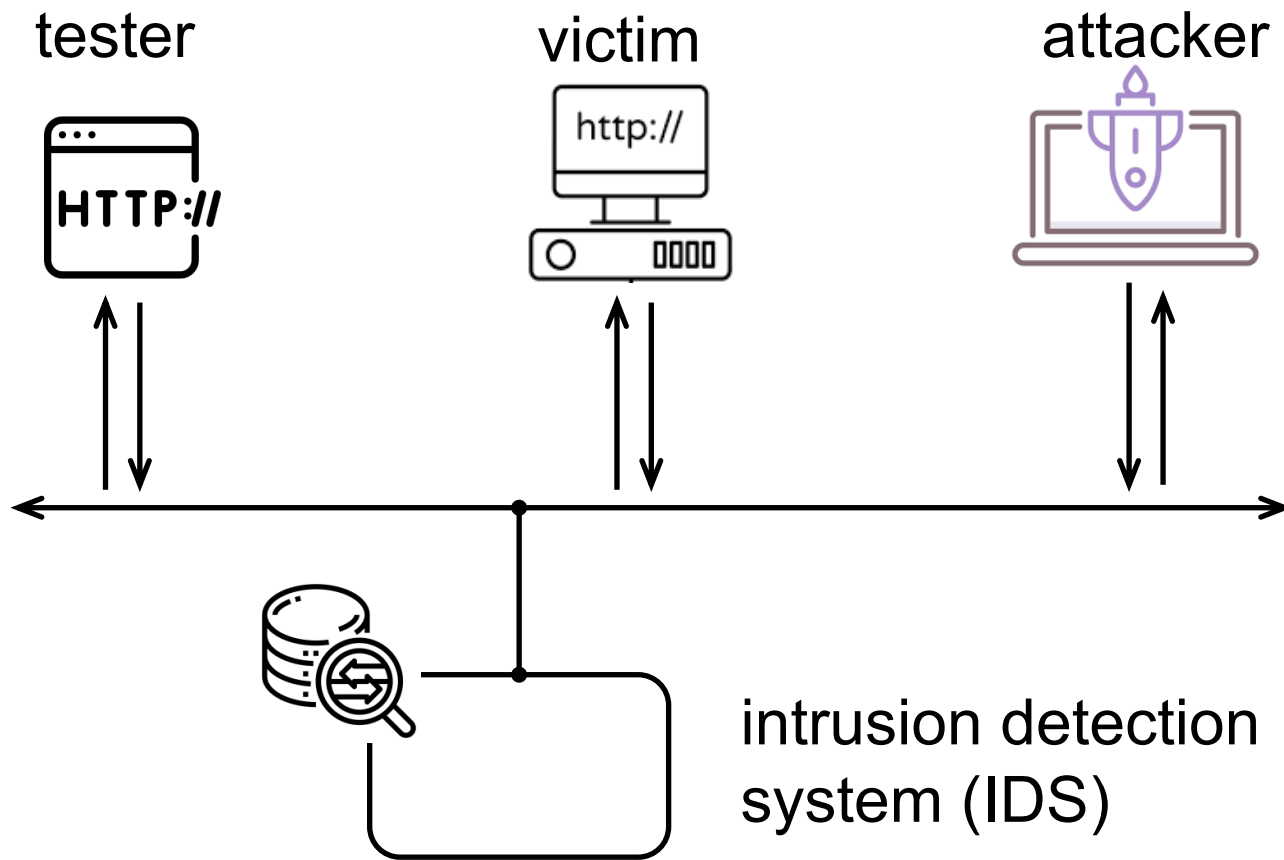 tester
victim
attacker
HTTP://
http://
intrusion detection
system (IDS)